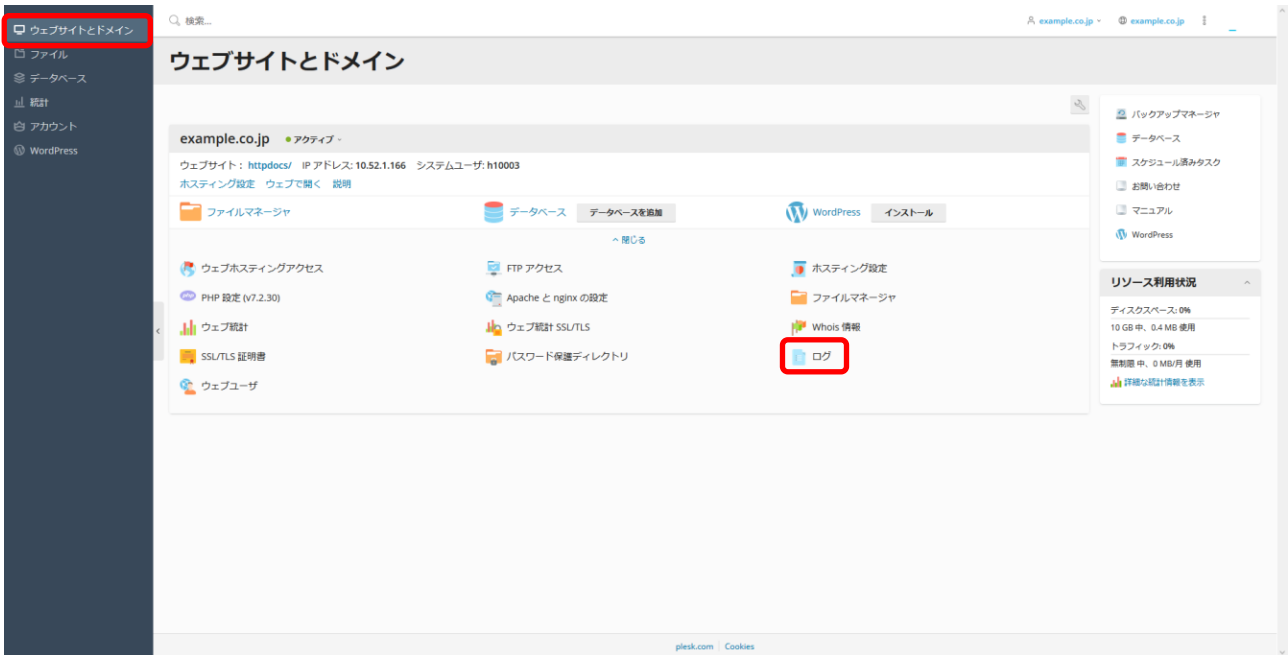 ウェブサイトとドメイン
ファイル
データベース
統計
アカウント
WordPress
検索...
example.co.jp
example.co.jp
ウェブサイトとドメイン
example.co.jp アクティブ
ウェブサイト： httpdocs/ IP アドレス: 10.52.1.166 システムユーザ: h10003
ホスティング設定 ウェブで開く 説明
ファイルマネージャ データベース データベースを追加 WordPress インストール
閉じる
ウェブホスティングアクセス FTP アクセス ホスティング設定
PHP 設定 (v7.2.30) Apache と nginx の設定 ファイルマネージャ
ウェブ統計 ウェブ統計 SSL/TLS Whois 情報
SSL/TLS 証明書 パスワード保護ディレクトリ ログ
ウェブユーザ
バックアップマネージャ
データベース
スケジュール済みタスク
お問い合わせ
マニュアル
WordPress
リソース利用状況
ディスクスペース: 0%
10 GB 中、0.4 MB 使用
トラフィック: 0%
無制限 中、0 MB/月 使用
詳細な統計情報を表示
plesk.com Cookies